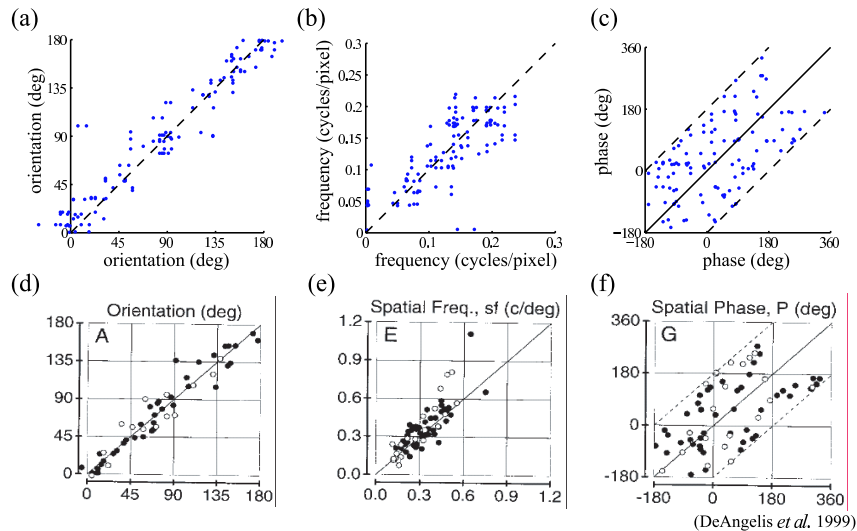 (a) (b) (c)
180 135 90 45 0
orientation (deg)
0 45 90 135 180
orientation (deg)
0.3 0.25 0.2 0.15 0.1 0.05 0
frequency (cycles/pixel)
0 0.1 0.2 0.3
frequency (cycles/pixel)
360 180 0 −180
phase (deg)
−180 0 180 360
phase (deg)
(d) (e) (f)
Orientation (deg)
A
180 135 90 45 0
0 45 90 135 180
Spatial Freq., sf (c/deg)
E
1.2 0.9 0.6 0.3 0.0
0.0 0.3 0.6 0.9 1.2
Spatial Phase, P (deg)
G
360 180 0 -180
-180 0 180 360
(DeAngelis et al. 1999)